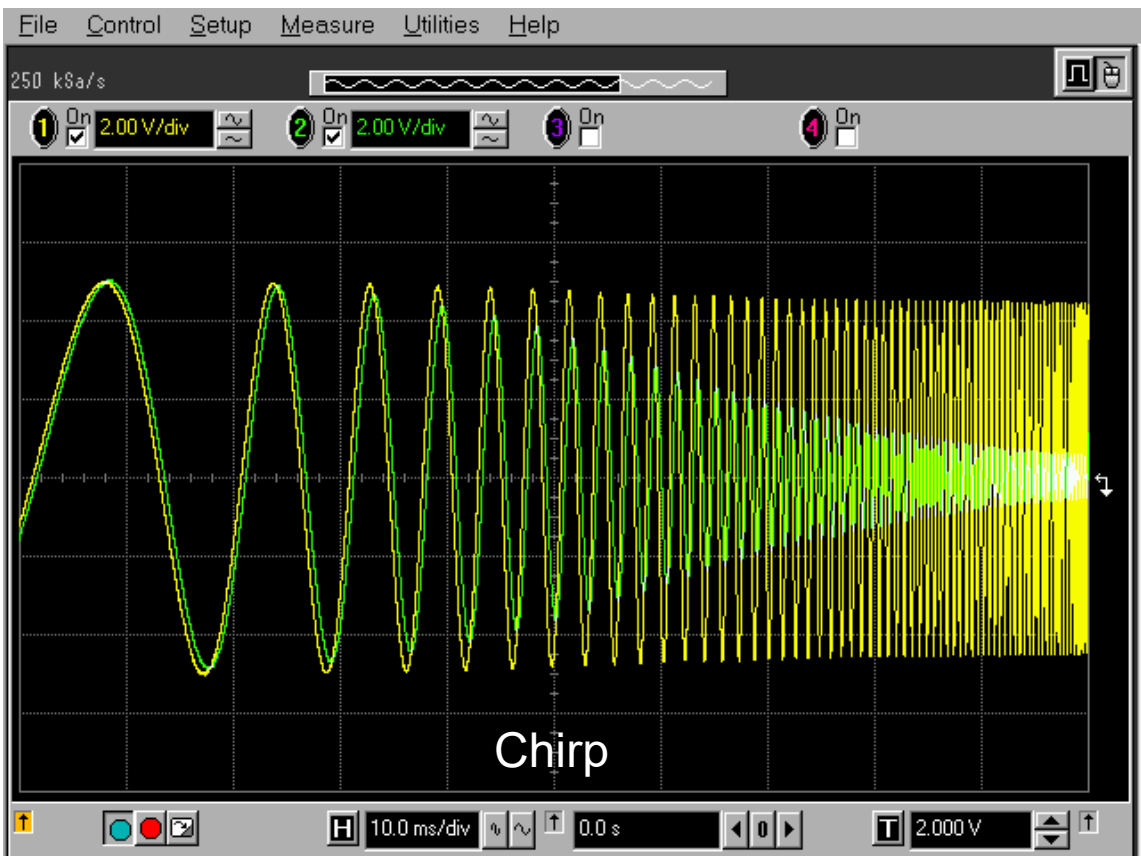 File Control Setup Measure Utilities Help
250 kSa/s
1 On 2.00 V/div 2 On 2.00 V/div 3 On 4 On
Chirp
H 10.0 ms/div 0.0 s 0 T 2.000 V